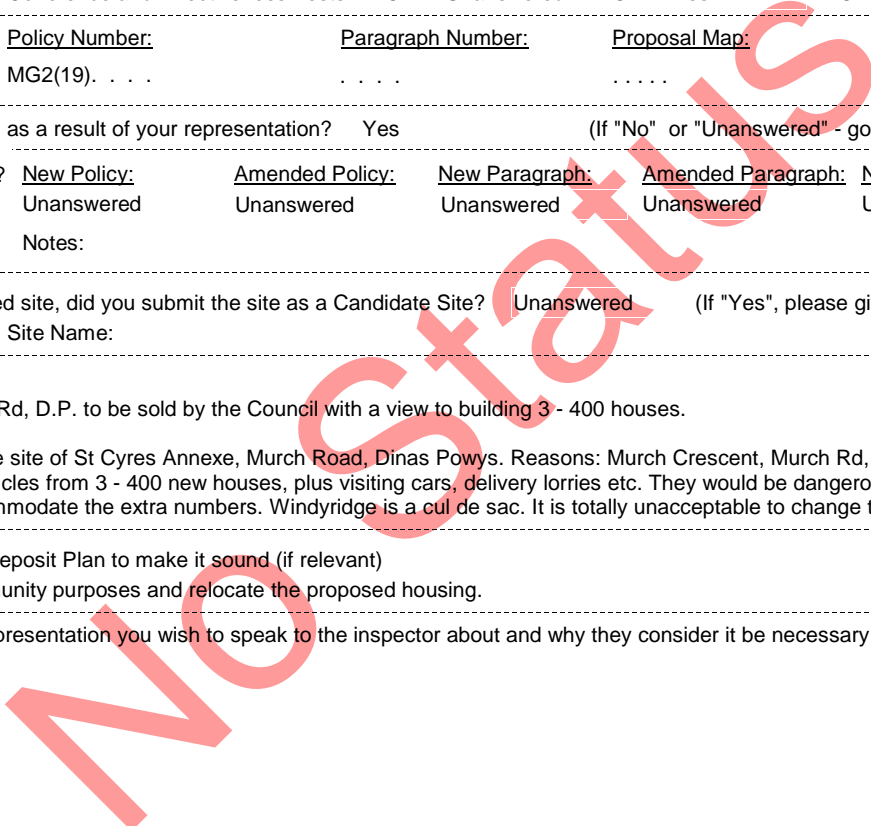 Policy Number: Paragraph Number: Proposal Map:
MG2(19). . . . . . . . . . . . .
as a result of your representation? Yes (If "No" or "Unanswered" - go
? New Policy: Amended Policy: New Paragraph: Amended Paragraph: N
Unanswered Unanswered Unanswered Unanswered U
Notes:
ed site, did you submit the site as a Candidate Site? Unanswered (If "Yes", please gi
Site Name:
Rd, D.P. to be sold by the Council with a view to building 3 - 400 houses.
e site of St Cyres Annexe, Murch Road, Dinas Powys. Reasons: Murch Crescent, Murch Rd,
cles from 3 - 400 new houses, plus visiting cars, delivery lorries etc. They would be dangero
mmodate the extra numbers. Windyridge is a cul de sac. It is totally unacceptable to change t
eposit Plan to make it sound (if relevant)
unity purposes and relocate the proposed housing.
presentation you wish to speak to the inspector about and why they consider it be necessary
No Status